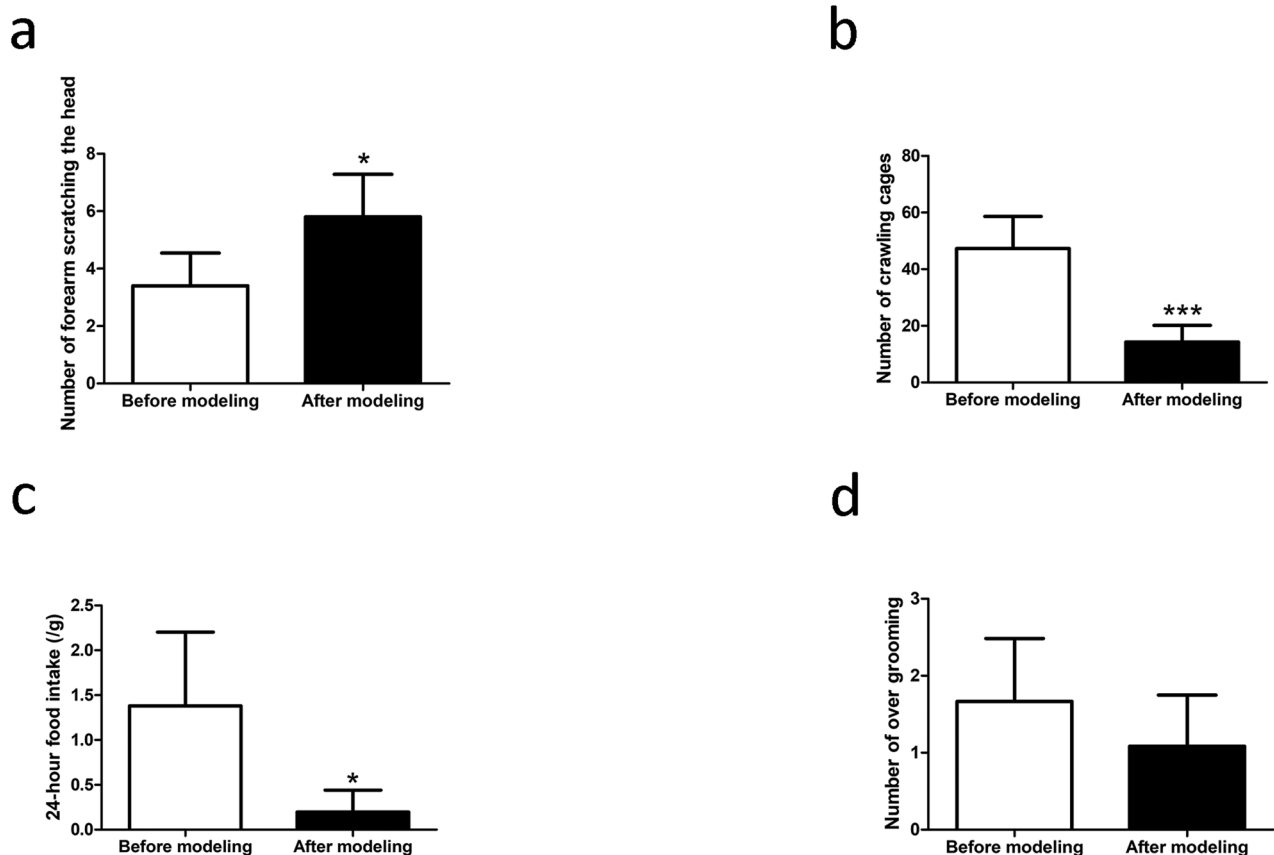 a
Number of forearm scratching the head
8
6
4
2
0
*
Before modeling
After modeling
b
Number of crawling cages
80
60
40
20
0
***
Before modeling
After modeling
c
24-hour food intake (/g)
2.5
2.0
1.5
1.0
0.5
0.0
*
Before modeling
After modeling
d
Number of over grooming
3
2
1
0
Before modeling
After modeling